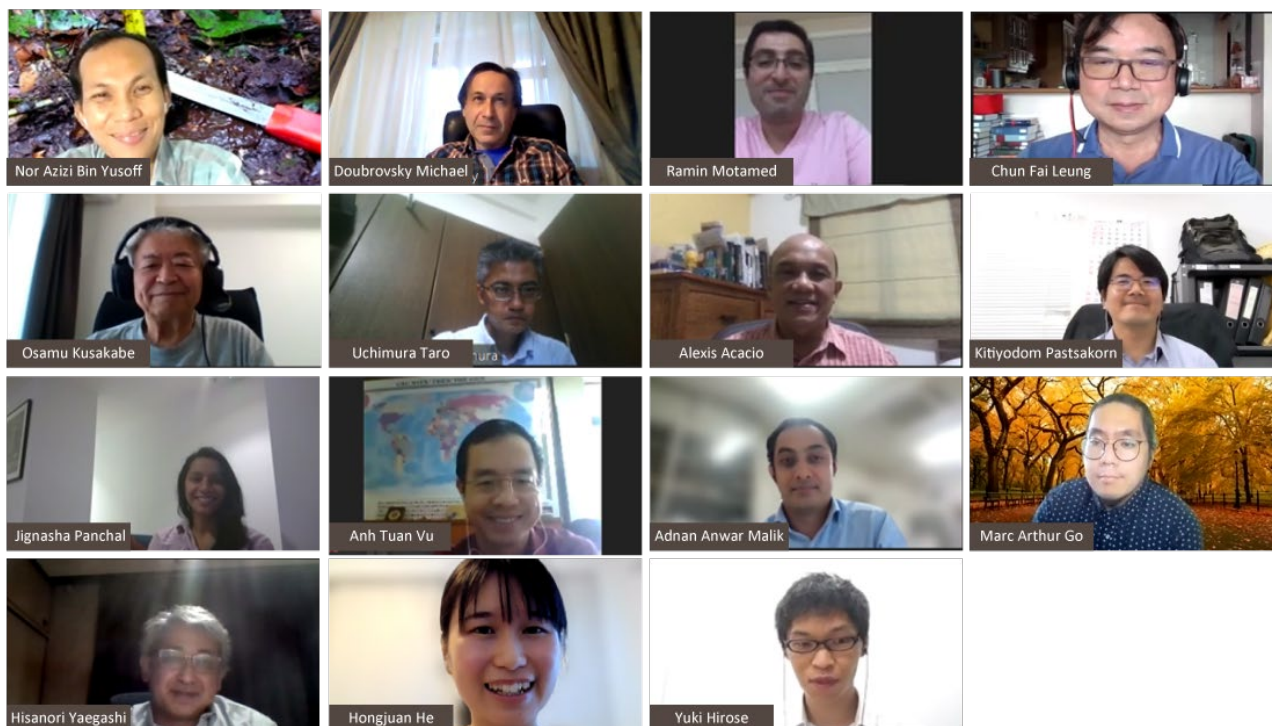 Nor Azizi Bin Yusoff
Doubrovsky Michael
y
Ramin Motamed
Chun Fai Leung
Osamu Kusakabe
Uchimura Taro
ura
Alexis Acacio
Kitiyodom Pastsakorn
Jignasha Panchal
Anh Tuan Vu
Adnan Anwar Malik
Marc Arthur Go
Hisanori Yaegashi
Hongjuan He
Yuki Hirose